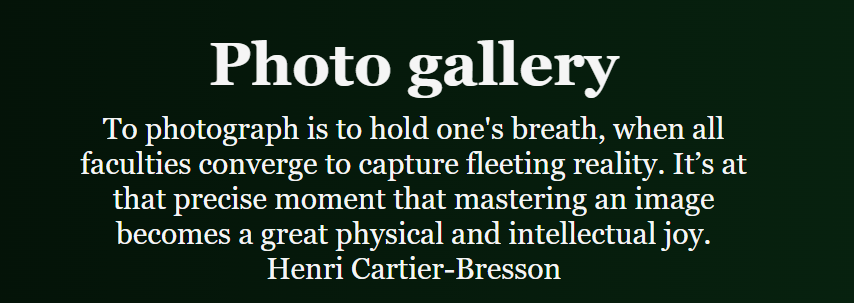 Photo gallery
To photograph is to hold one's breath, when all
faculties converge to capture fleeting reality. It’s at
that precise moment that mastering an image
becomes a great physical and intellectual joy.
Henri Cartier-Bresson